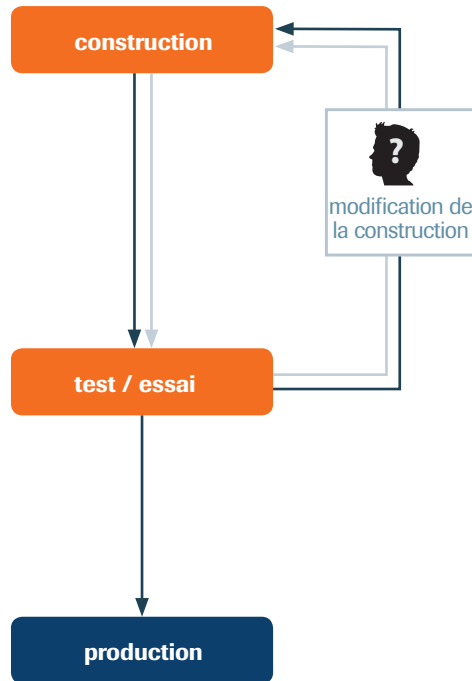 construction
?
modification de
la construction
test / essai
production